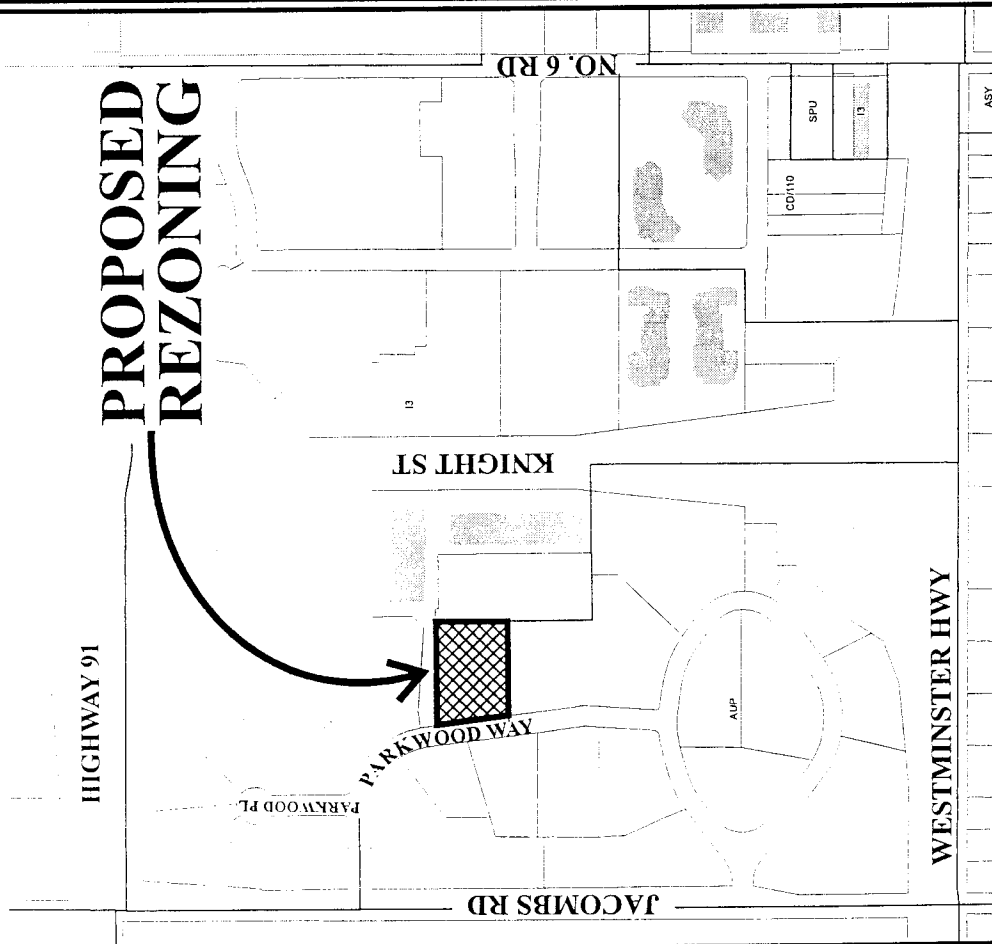 PROPOSED
REZONING
NO. 6 RD
SPU
I3
ASY
CD/110
I3
KNIGHT ST
HIGHWAY 91
PARKWOOD WAY
PARKWOOD PL
AUP
WESTMINSTER HWY
JACOMBS RD